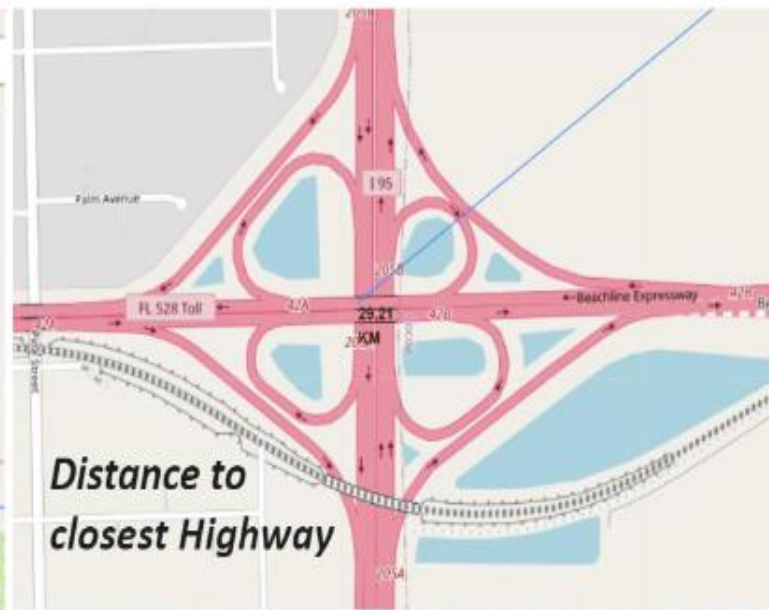 I 95
Palm Avenue
205B
Beachline Expressway
42B
FL 528 Toll
42A
42B
29.21
KM
Distance to
closest Highway
205A